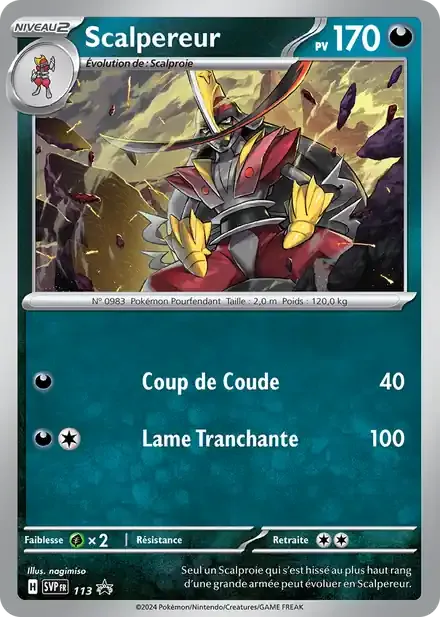 NIVEAU 2
Scalpereur
PV 170
Évolution de : Scalproie
N° 0983 Pokémon Pourfendant Taille : 2,0 m Poids : 120,0 kg
Coup de Coude 40
Lame Tranchante 100
Faiblesse ×2 Résistance Retraite
Illus. nagimiso
Seul un Scalproie qui s'est hissé au plus haut rang
d'une grande armée peut évoluer en Scalpereur.
H SVP FR 113
©2024 Pokémon/Nintendo/Creatures/GAME FREAK